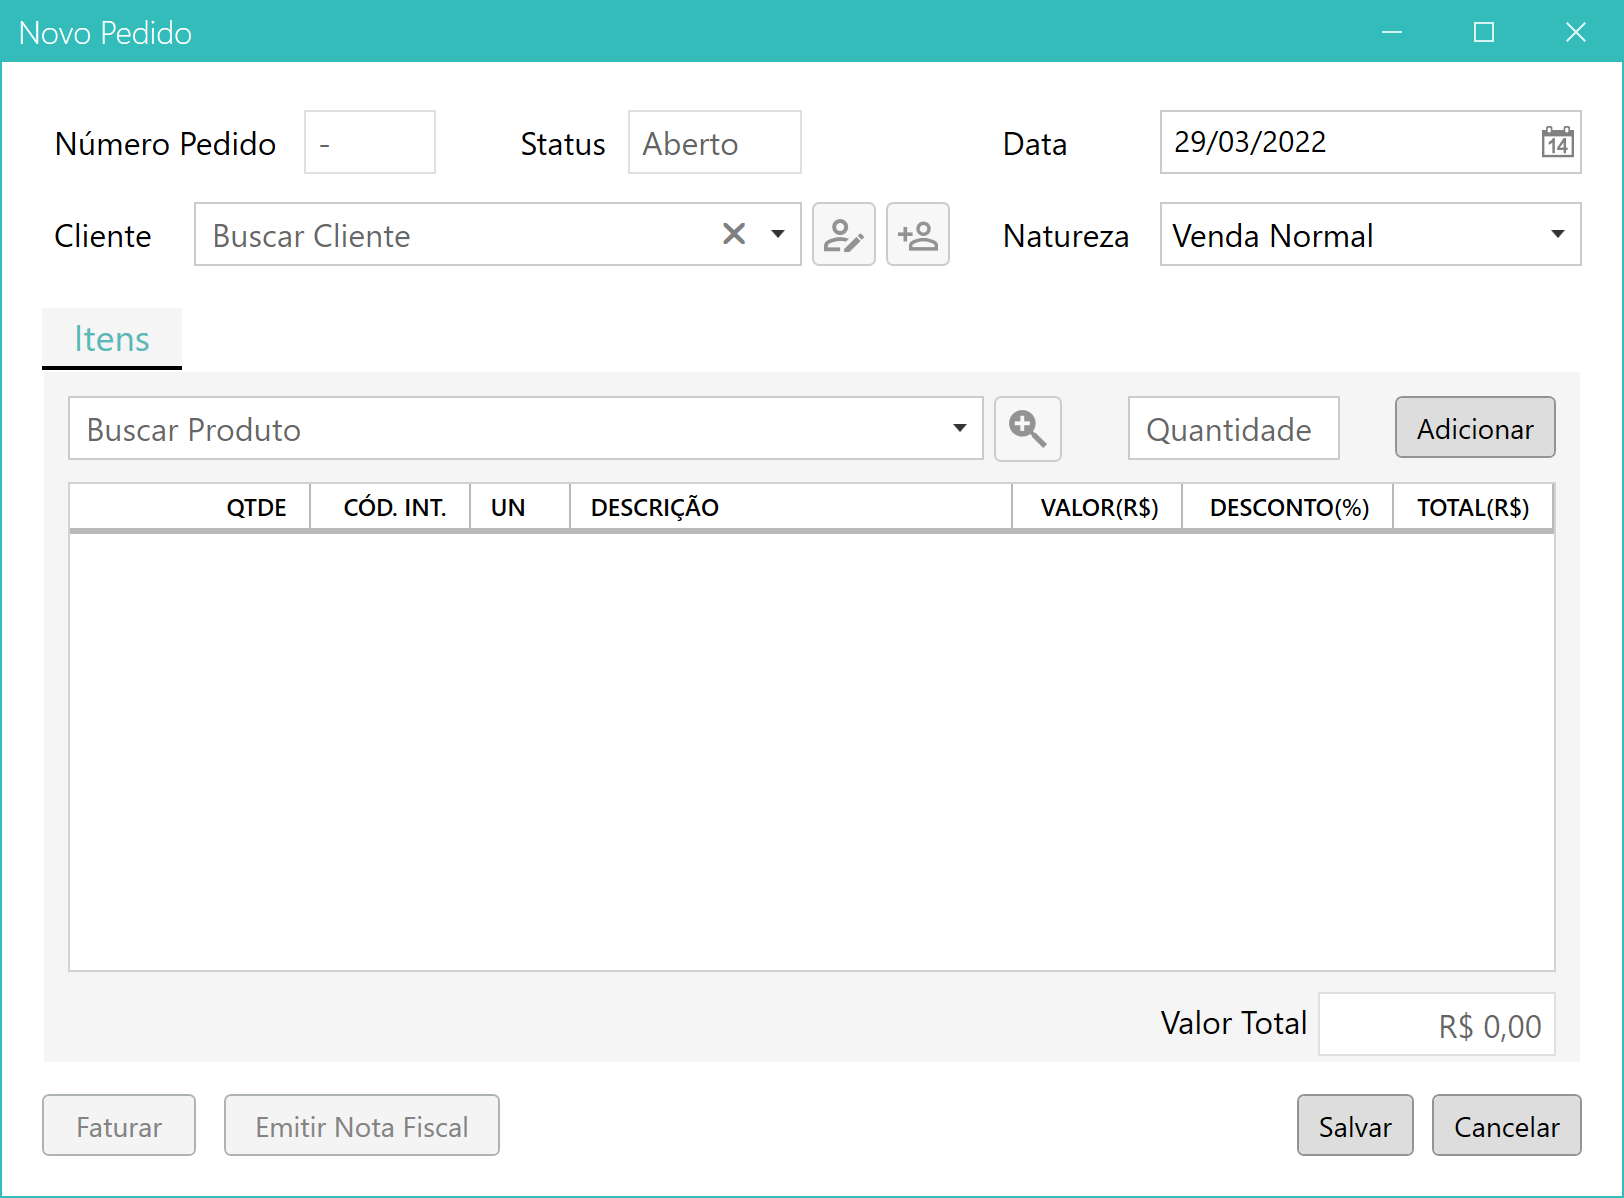 Novo Pedido
Número Pedido - Status Aberto Data 29/03/2022 14
Cliente Buscar Cliente Natureza Venda Normal
Itens
Buscar Produto Quantidade Adicionar
QTDE CÓD. INT. UN DESCRIÇÃO VALOR(R$) DESCONTO(%) TOTAL(R$)
Valor Total R$ 0,00
Faturar Emitir Nota Fiscal Salvar Cancelar